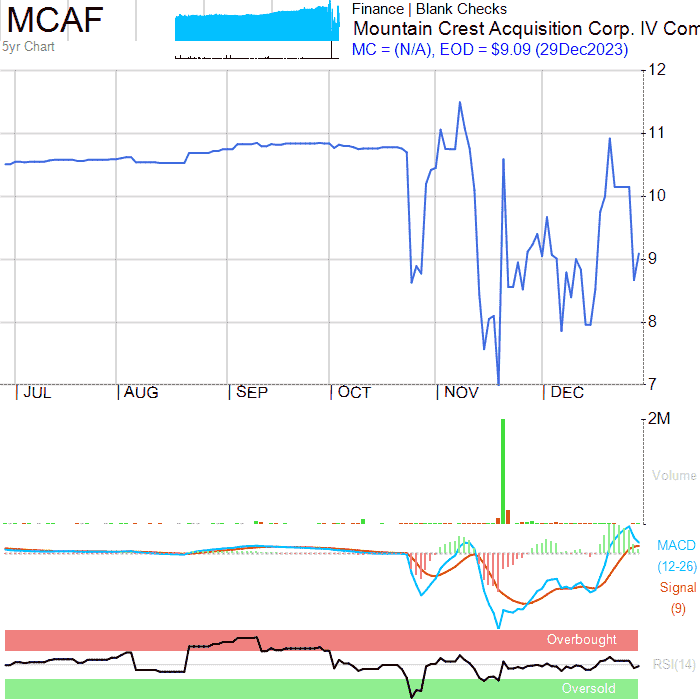 MCAF
5yr Chart
Finance | Blank Checks
Mountain Crest Acquisition Corp. IV Com
MC = (N/A), EOD = $9.09 (29Dec2023)
12
11
10
9
8
7
JUL AUG SEP OCT NOV DEC
2M
Volume
MACD
(12-26)
Signal
(9)
Overbought
RSI(14)
Oversold